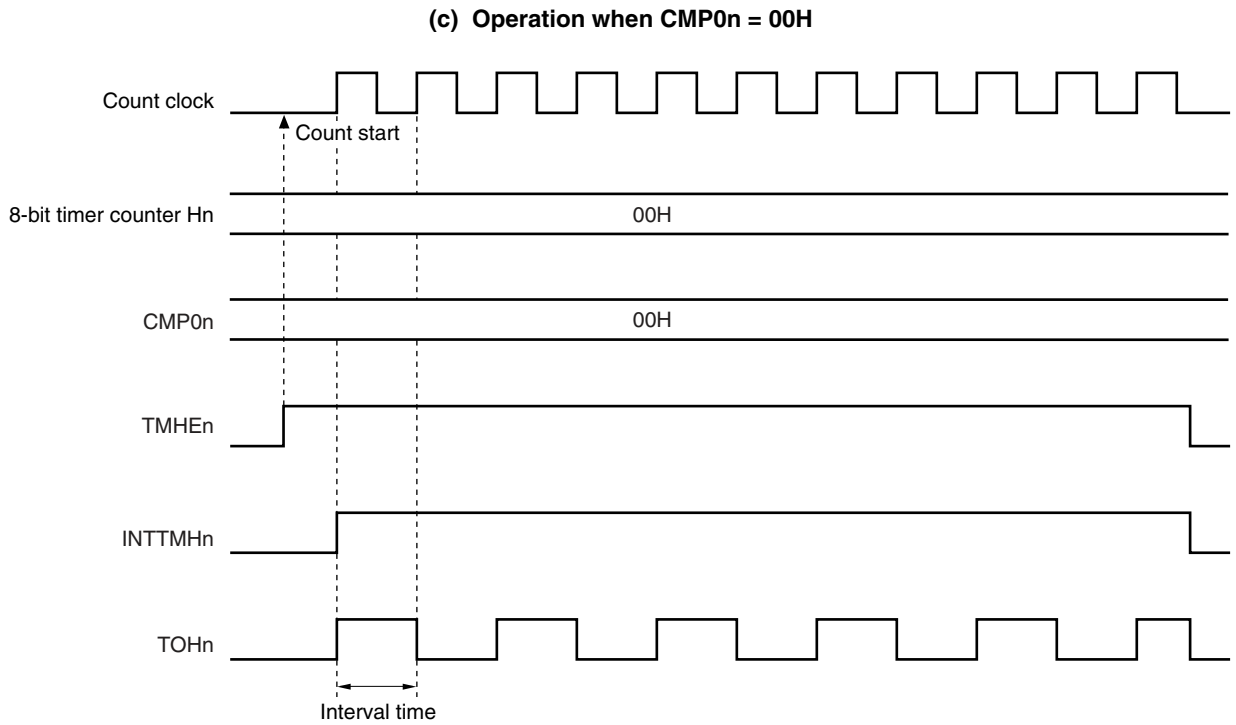 (c) Operation when CMP0n = 00H
Count clock
Count start
8-bit timer counter Hn
00H
CMP0n
00H
TMHEn
INTTMHn
TOHn
Interval time